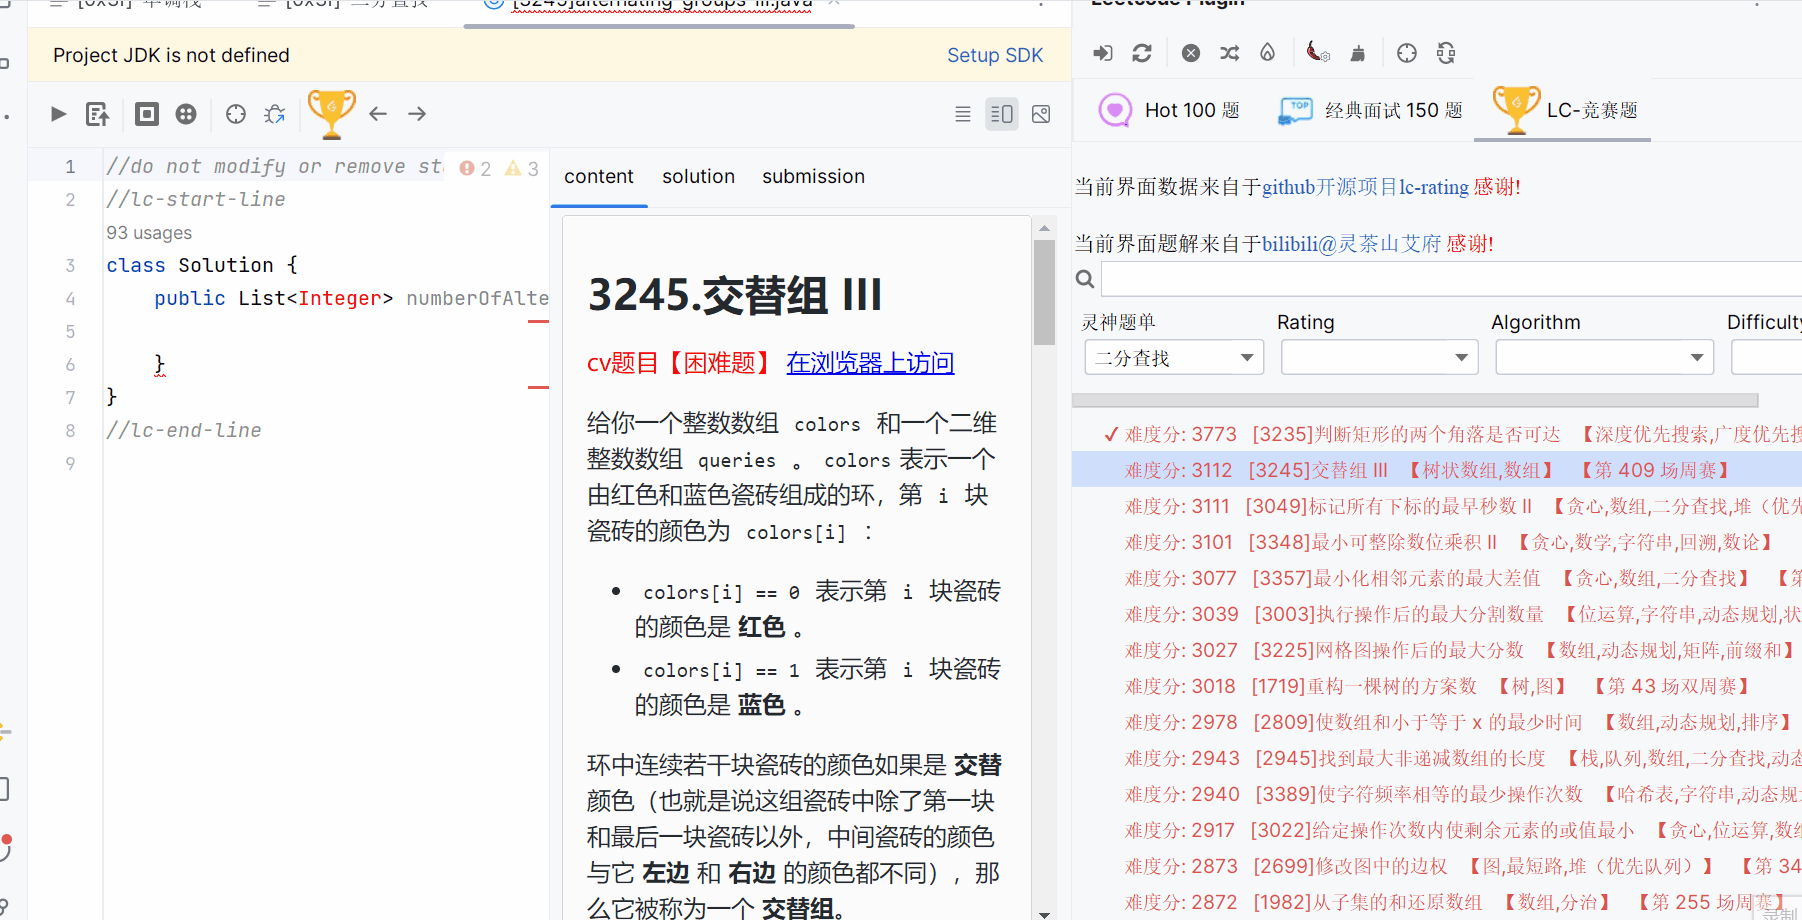 [0x3f] 单调栈
[0x3f] 二分查找
[3245]alternating-groups-iii.java
Leetcode Plugin
Project JDK is not defined
Setup SDK
Hot 100 题
经典面试 150 题
LC-竞赛题
content
solution
submission
1 //do not modify or remove st
2
3
2 //lc-start-line
93 usages
3 class Solution {
4 public List<Integer> numberOfAlte
5
6 }
7 }
8 //lc-end-line
9
3245.交替组 III
cv题目【困难题】 在浏览器上访问
给你一个整数数组 colors 和一个二维
整数数组 queries 。colors 表示一个
由红色和蓝色瓷砖组成的环，第 i 块
瓷砖的颜色为 colors[i] ：
• colors[i] == 0 表示第 i 块瓷砖
的颜色是 红色 。
• colors[i] == 1 表示第 i 块瓷砖
的颜色是 蓝色 。
环中连续若干块瓷砖的颜色如果是 交替
颜色（也就是说这组瓷砖中除了第一块
和最后一块瓷砖以外，中间瓷砖的颜色
与它 左边 和 右边 的颜色都不同），那
么它被称为一个 交替组。
当前界面数据来自于github开源项目lc-rating 感谢!
当前界面题解来自于bilibili@灵茶山艾府 感谢!
灵神题单
Rating
Algorithm
Difficulty
二分查找
✓ 难度分: 3773 [3235]判断矩形的两个角落是否可达 【深度优先搜索,广度优先搜
难度分: 3112 [3245]交替组 III 【树状数组,数组】 【第 409 场周赛】
难度分: 3111 [3049]标记所有下标的最早秒数 II 【贪心,数组,二分查找,堆（优先
难度分: 3101 [3348]最小可整除数位乘积 II 【贪心,数学,字符串,回溯,数论】
难度分: 3077 [3357]最小化相邻元素的最大差值 【贪心,数组,二分查找】 【第
难度分: 3039 [3003]执行操作后的最大分割数量 【位运算,字符串,动态规划,状
难度分: 3027 [3225]网格图操作后的最大分数 【数组,动态规划,矩阵,前缀和】
难度分: 3018 [1719]重构一棵树的方案数 【树,图】 【第 43 场双周赛】
难度分: 2978 [2809]使数组和小于等于 x 的最少时间 【数组,动态规划,排序】
难度分: 2943 [2945]找到最大非递减数组的长度 【栈,队列,数组,二分查找,动态
难度分: 2940 [3389]使字符频率相等的最少操作次数 【哈希表,字符串,动态规划
难度分: 2917 [3022]给定操作次数内使剩余元素的或值最小 【贪心,位运算,数组
难度分: 2873 [2699]修改图中的边权 【图,最短路,堆（优先队列）】 【第 34
难度分: 2872 [1982]从子集的和还原数组 【数组,分治】 【第 255 场周赛】
录制